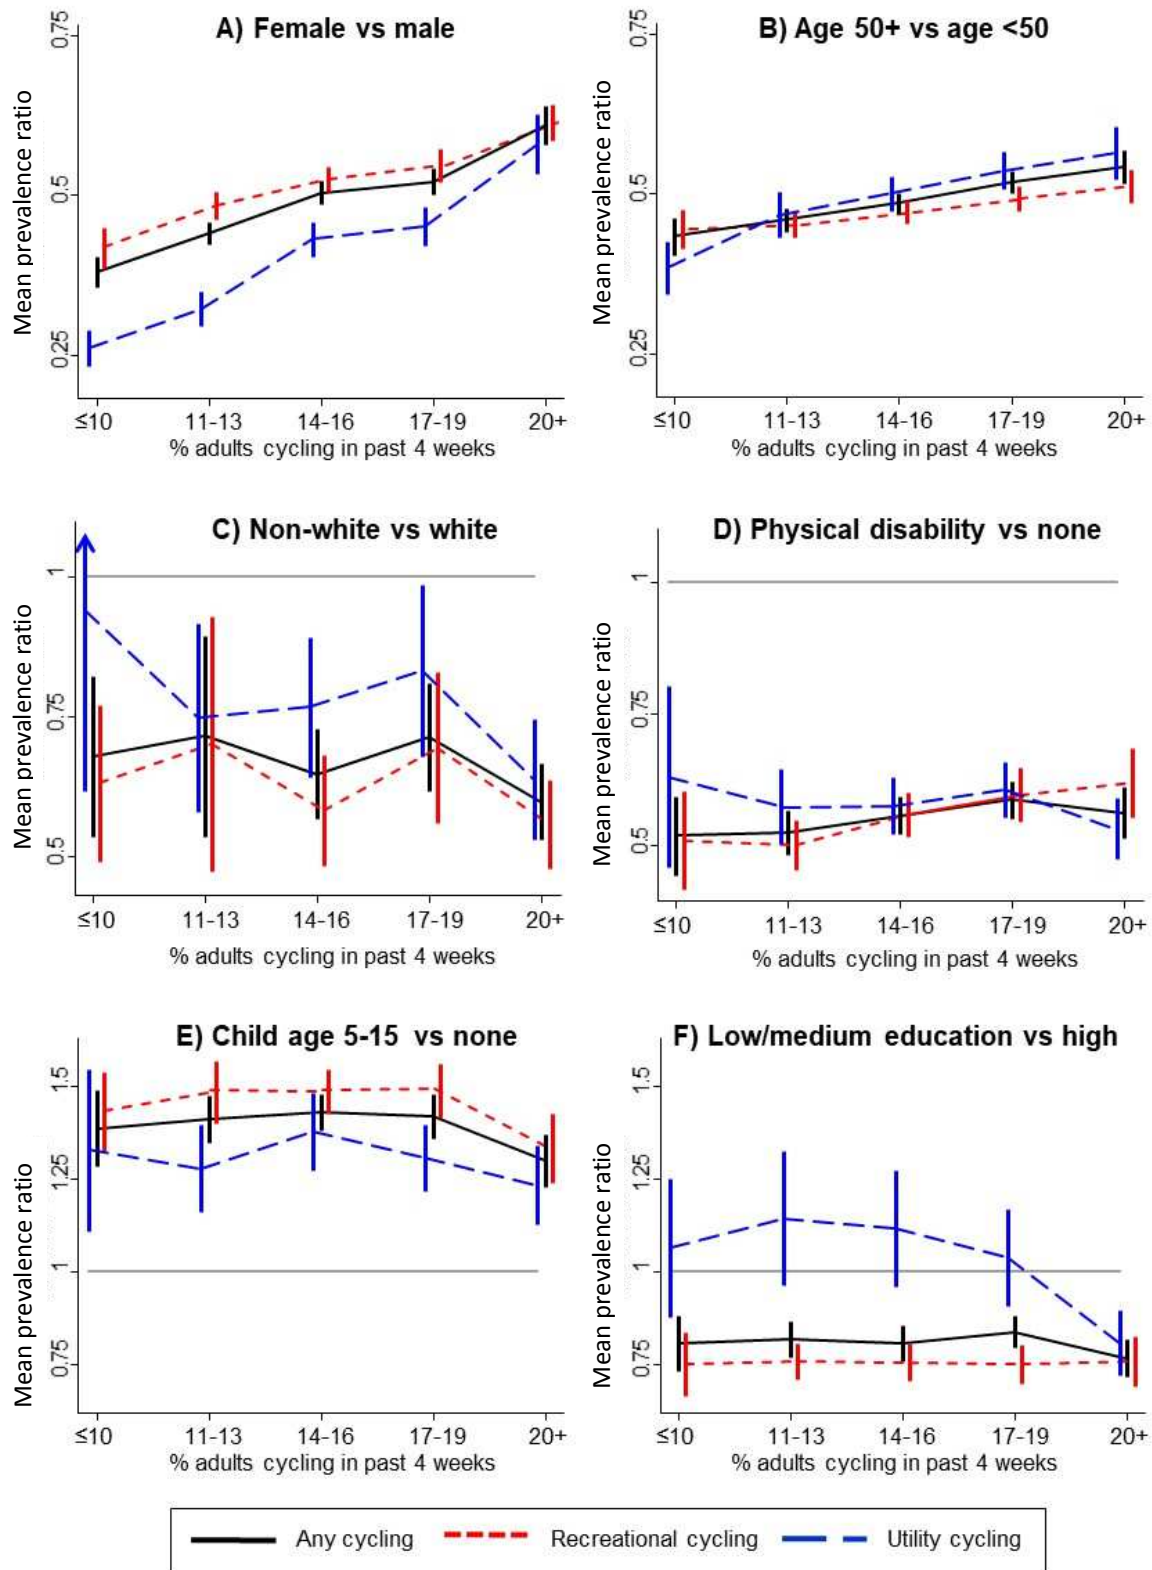 A) Female vs male
Mean prevalence ratio
0.75
0.5
0.25
≤10 11-13 14-16 17-19 20+
% adults cycling in past 4 weeks
B) Age 50+ vs age <50
Mean prevalence ratio
0.75
0.5
0.25
≤10 11-13 14-16 17-19 20+
% adults cycling in past 4 weeks
C) Non-white vs white
Mean prevalence ratio
1
0.75
0.5
≤10 11-13 14-16 17-19 20+
% adults cycling in past 4 weeks
D) Physical disability vs none
Mean prevalence ratio
1
0.75
0.5
≤10 11-13 14-16 17-19 20+
% adults cycling in past 4 weeks
E) Child age 5-15 vs none
Mean prevalence ratio
1.5
1.25
1
0.75
≤10 11-13 14-16 17-19 20+
% adults cycling in past 4 weeks
F) Low/medium education vs high
Mean prevalence ratio
1.5
1.25
1
0.75
≤10 11-13 14-16 17-19 20+
% adults cycling in past 4 weeks
Any cycling Recreational cycling Utility cycling